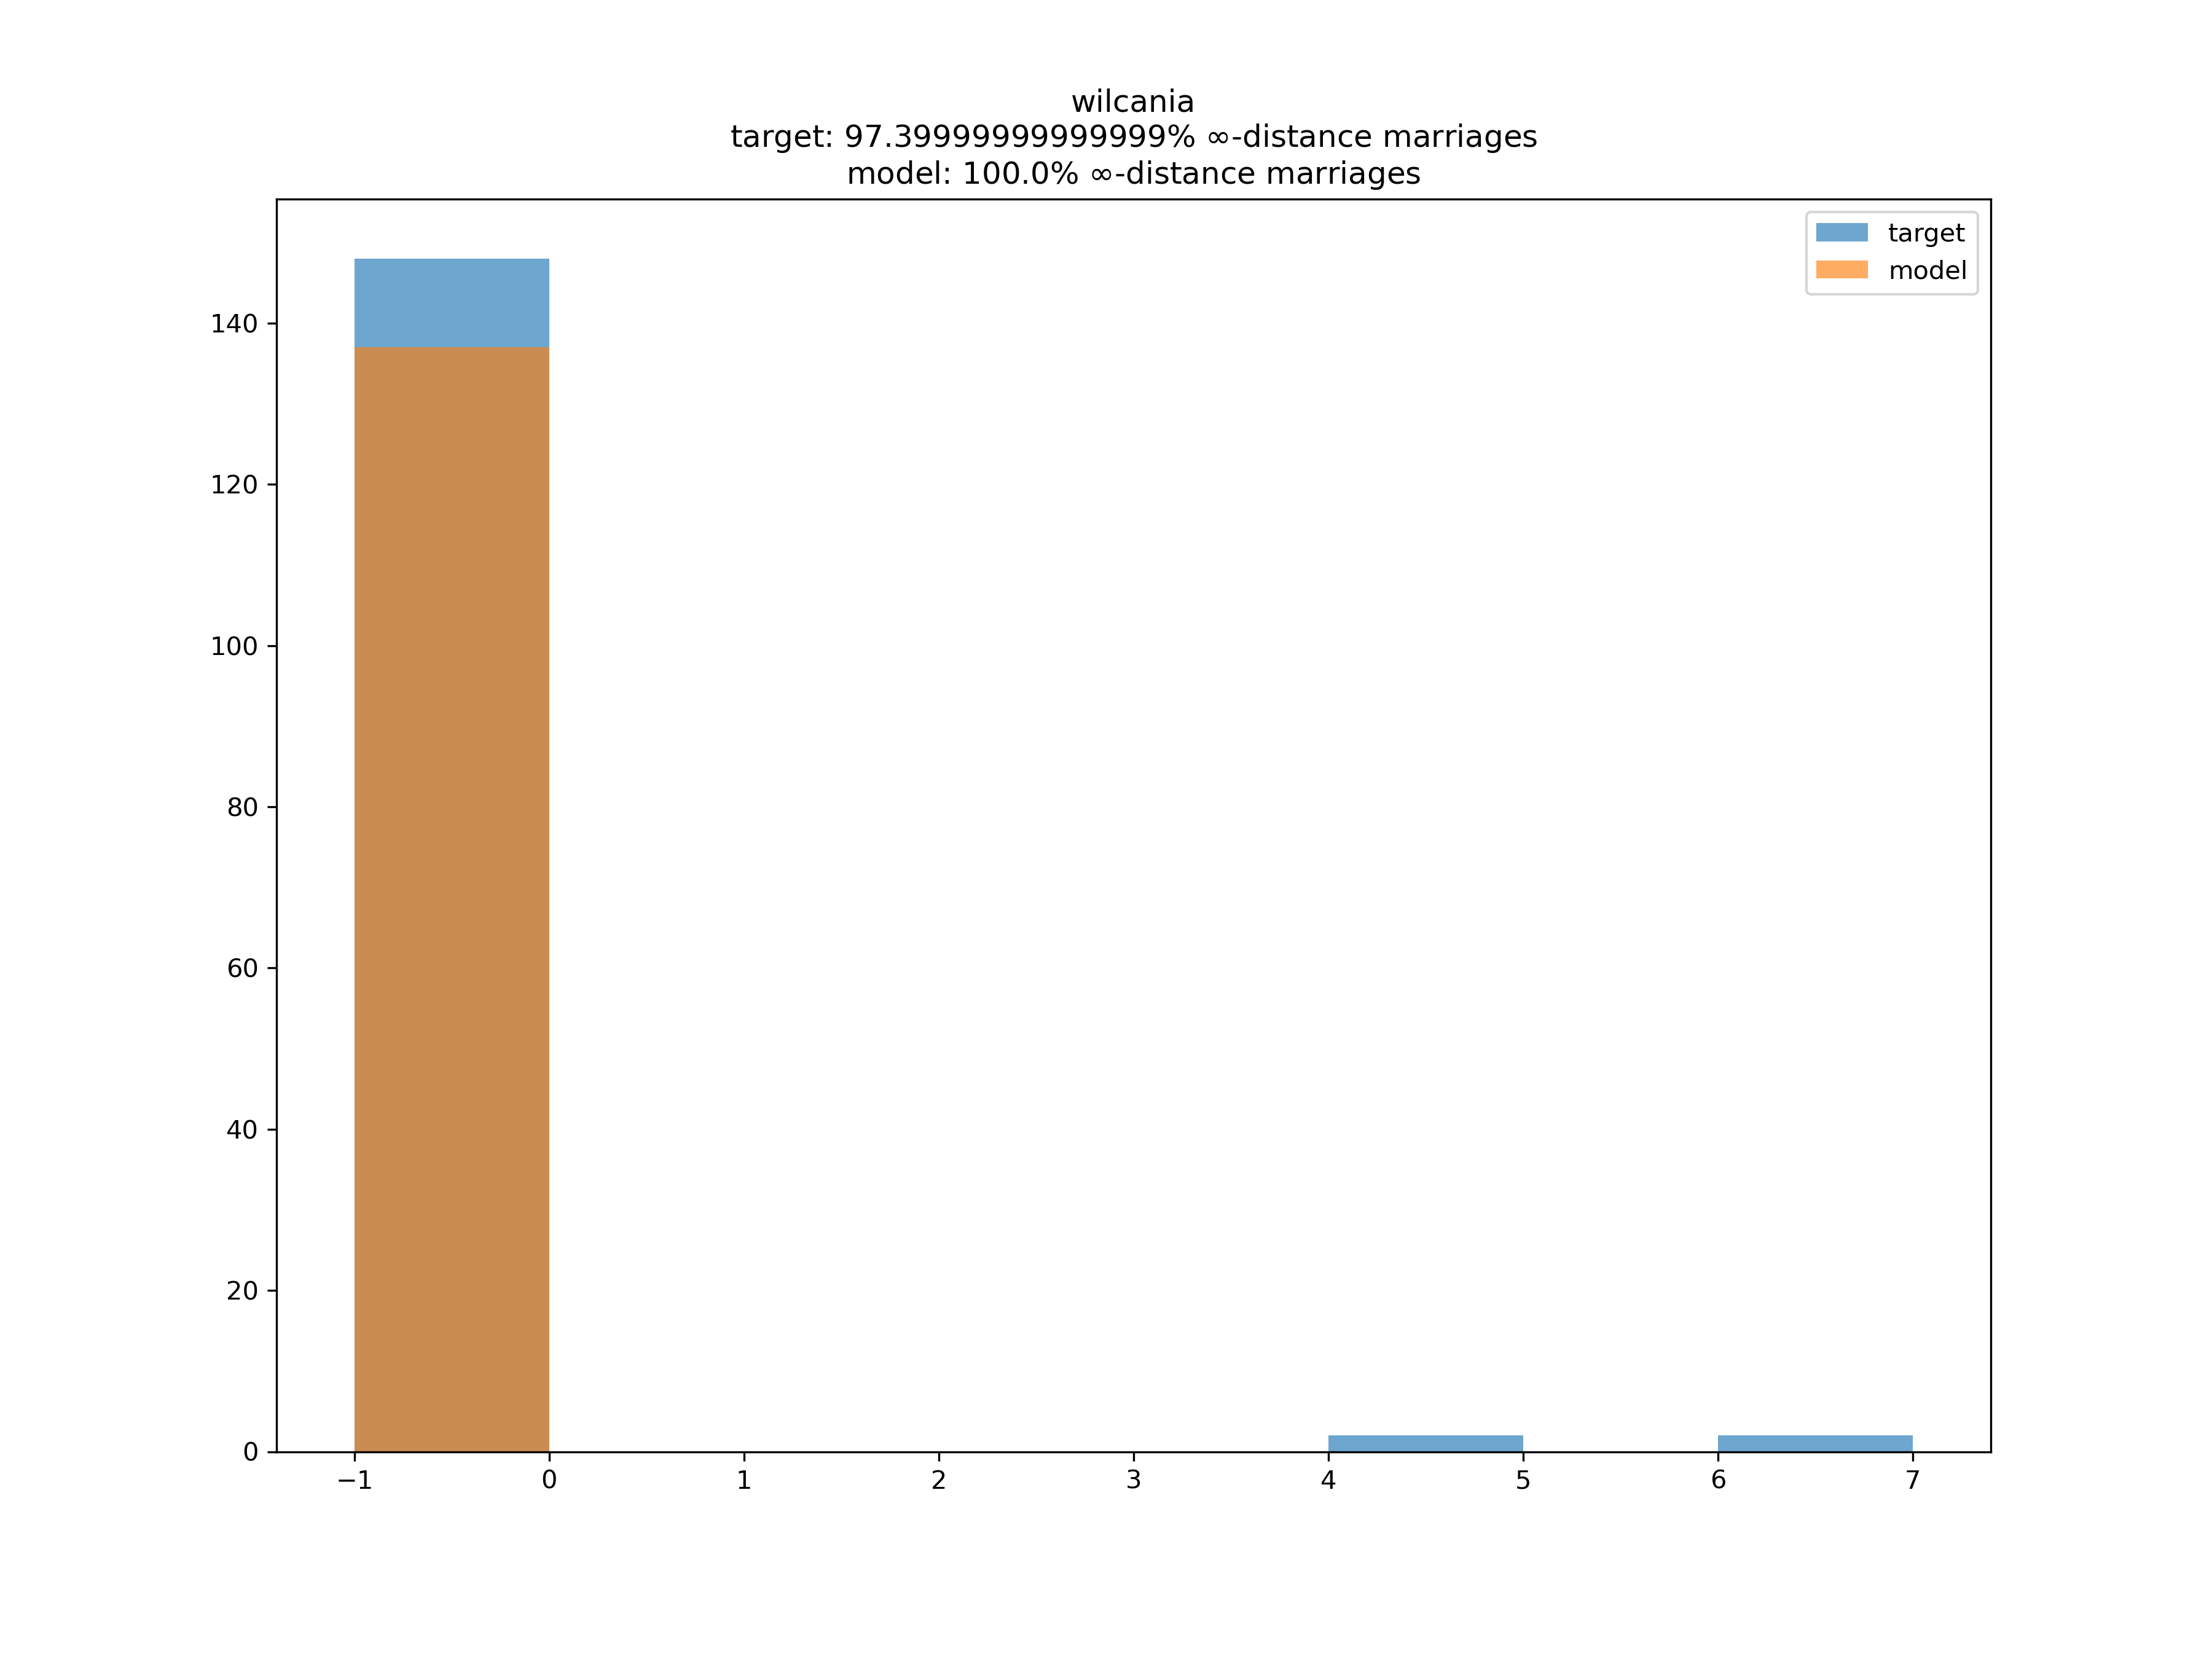 wilcania
target: 97.39999999999999% ∞-distance marriages
model: 100.0% ∞-distance marriages
target
model
140
120
100
80
60
40
20
0
−1 0 1 2 3 4 5 6 7